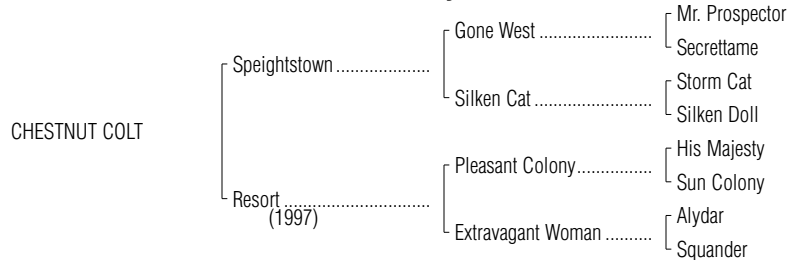 Mr. Prospector
Gone West ........................
Secrettame
Speightstown ....................
Storm Cat
Silken Cat .........................
Silken Doll
CHESTNUT COLT
His Majesty
Pleasant Colony................
Sun Colony
Resort ...............................
(1997)
Alydar
Extravagant Woman ..........
Squander